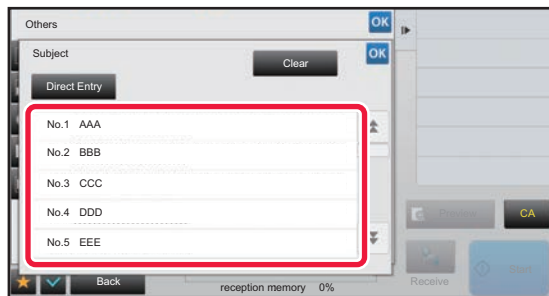 Others
OK
Subject
Clear
OK
Direct Entry
No.1 AAA
No.2 BBB
No.3 CCC
No.4 DDD
No.5 EEE
Preview
CA
Back
reception memory 0%
Receive
Start